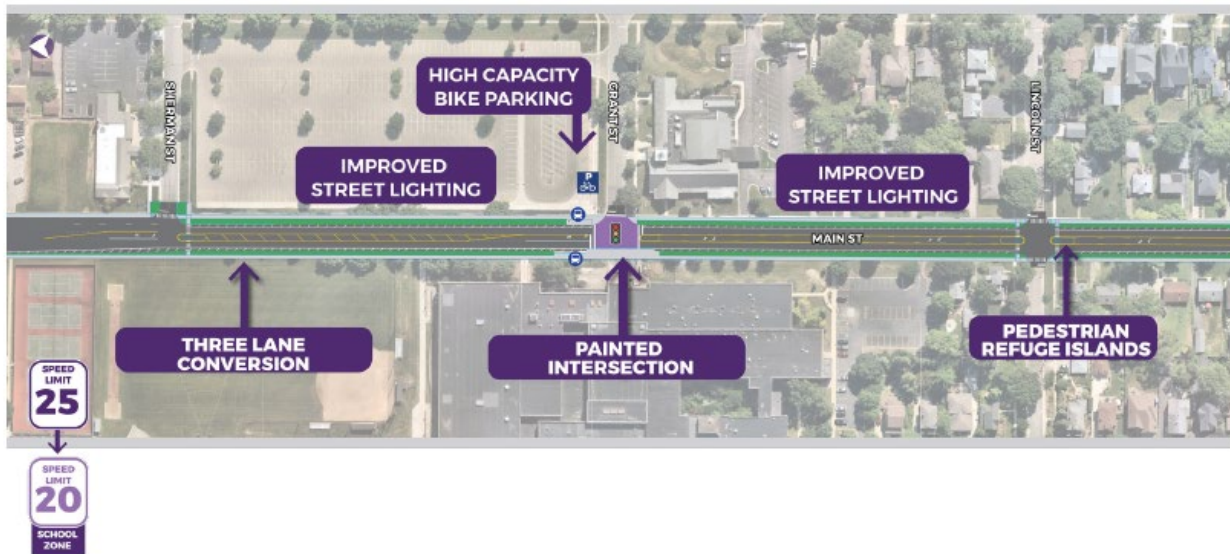 SHERMAN ST
HIGH CAPACITY
BIKE PARKING
GRANT ST
LINCOLN ST
IMPROVED
STREET LIGHTING
P
IMPROVED
STREET LIGHTING
MAIN ST
THREE LANE
CONVERSION
PAINTED
INTERSECTION
PEDESTRIAN
REFUGE ISLANDS
SPEED
LIMIT
25
SPEED
LIMIT
20
SCHOOL
ZONE